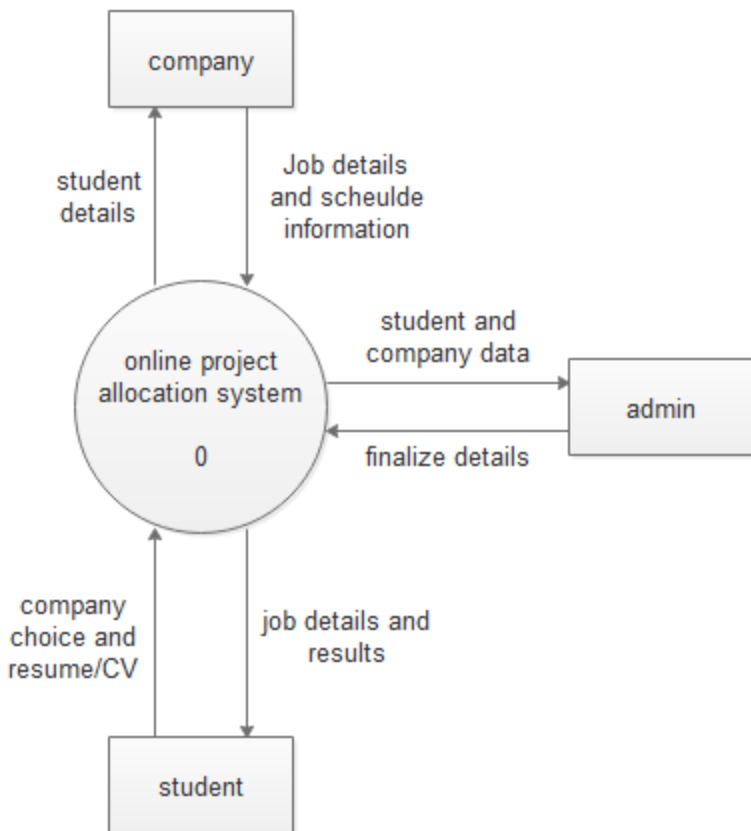 company
student
details
Job details
and scheulde
information
online project
allocation system
0
student and
company data
admin
finalize details
company
choice and
resume/CV
job details and
results
student